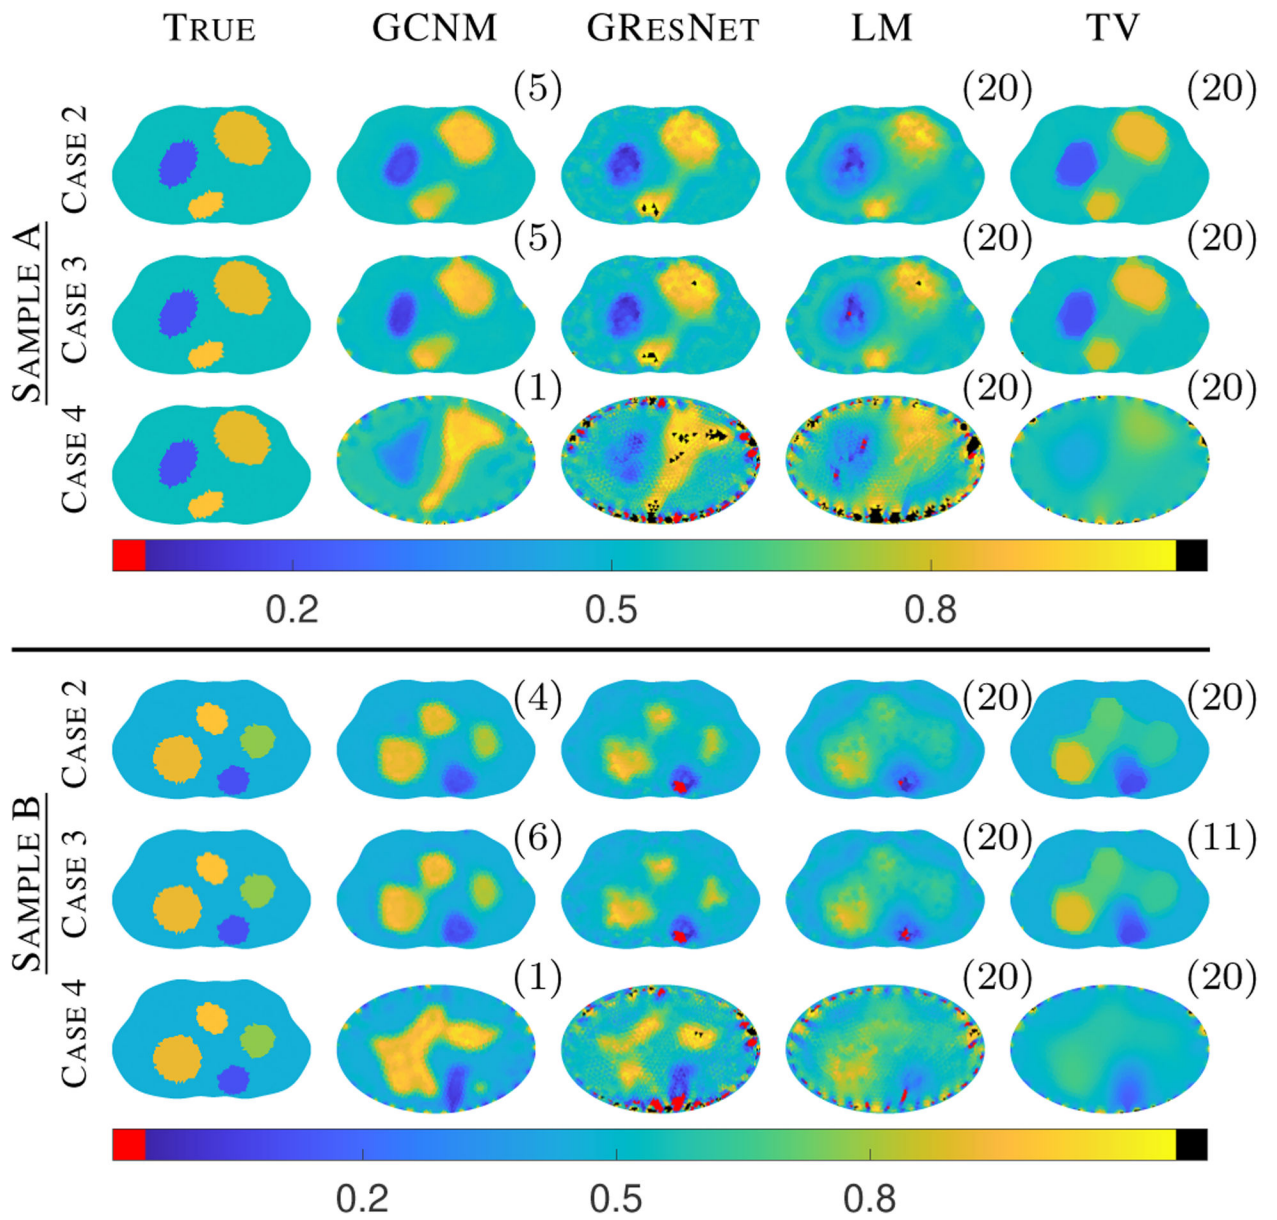 TRUE GCNM GRESNET LM TV
SAMPLE A
CASE 2 (5) (20) (20)
CASE 3 (5) (20) (20)
CASE 4 (1) (20) (20)
0.2 0.5 0.8
SAMPLE B
CASE 2 (4) (20) (20)
CASE 3 (6) (20) (11)
CASE 4 (1) (20) (20)
0.2 0.5 0.8